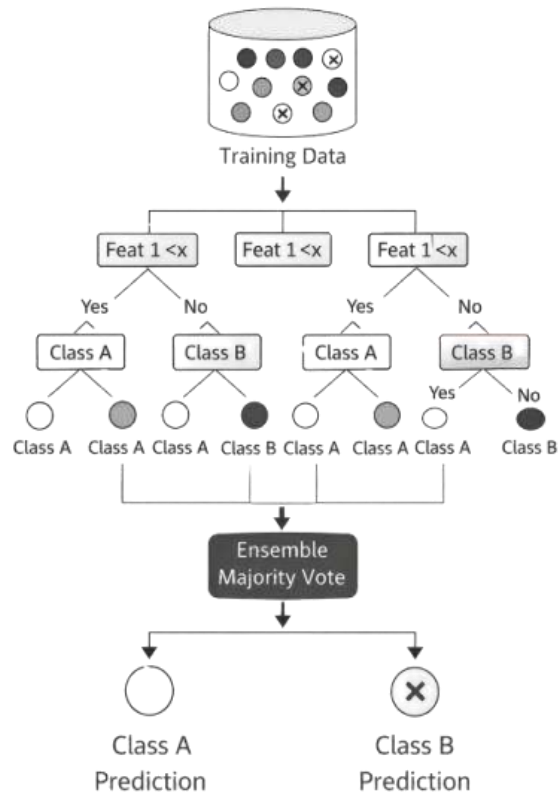 Training Data
Feat 1 <x Feat 1 <x Feat 1 <x
Yes No Yes No
Class A Class B Class A Class B
Yes No
Class A Class A Class A Class B Class A Class A Class A Class B
Ensemble
Majority Vote
Class A Class B
Prediction Prediction